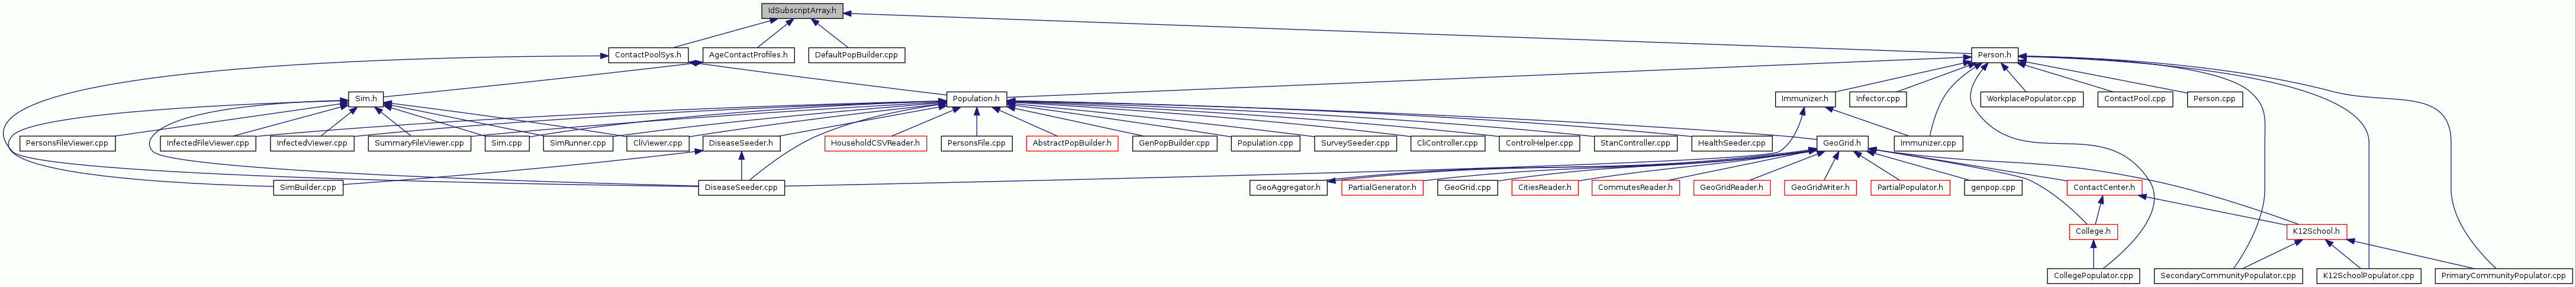 IdSubscriptArray.h
ContactPoolSys.h
AgeContactProfiles.h
DefaultPopBuilder.cpp
Person.h
Sim.h
Population.h
Immunizer.h
Infector.cpp
WorkplacePopulator.cpp
ContactPool.cpp
Person.cpp
PersonsFileViewer.cpp
InfectedFileViewer.cpp
InfectedViewer.cpp
SummaryFileViewer.cpp
Sim.cpp
SimRunner.cpp
CliViewer.cpp
DiseaseSeeder.h
HouseholdCSVReader.h
PersonsFile.cpp
AbstractPopBuilder.h
GenPopBuilder.cpp
Population.cpp
SurveySeeder.cpp
CliController.cpp
ControlHelper.cpp
StanController.cpp
HealthSeeder.cpp
GeoGrid.h
Immunizer.cpp
SimBuilder.cpp
DiseaseSeeder.cpp
GeoAggregator.h
PartialGenerator.h
GeoGrid.cpp
CitiesReader.h
CommutesReader.h
GeoGridReader.h
GeoGridWriter.h
PartialPopulator.h
genpop.cpp
ContactCenter.h
College.h
K12School.h
CollegePopulator.cpp
SecondaryCommunityPopulator.cpp
K12SchoolPopulator.cpp
PrimaryCommunityPopulator.cpp